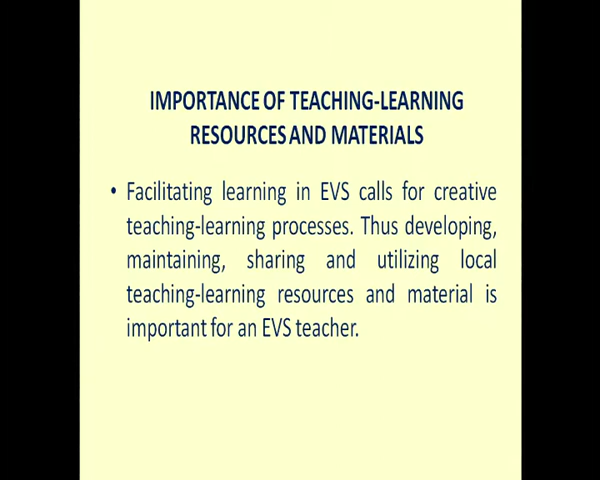 IMPORTANCE OF TEACHING-LEARNING
RESOURCES AND MATERIALS
• Facilitating learning in EVS calls for creative
teaching-learning processes. Thus developing,
maintaining, sharing and utilizing local
teaching-learning resources and material is
important for an EVS teacher.